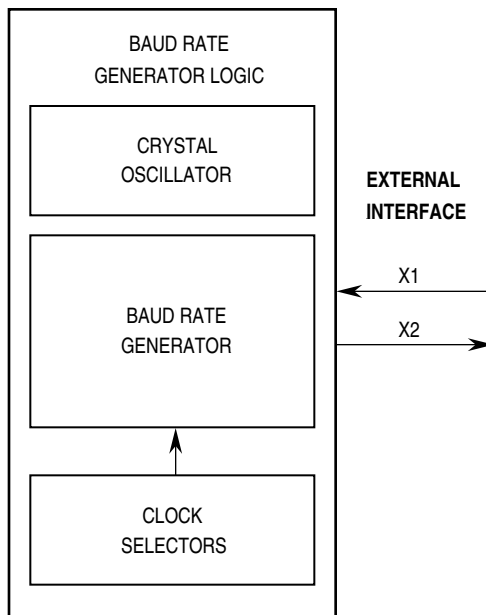 BAUD RATE
GENERATOR LOGIC
CRYSTAL
OSCILLATOR
EXTERNAL
INTERFACE
X1
BAUD RATE
GENERATOR
X2
CLOCK
SELECTORS